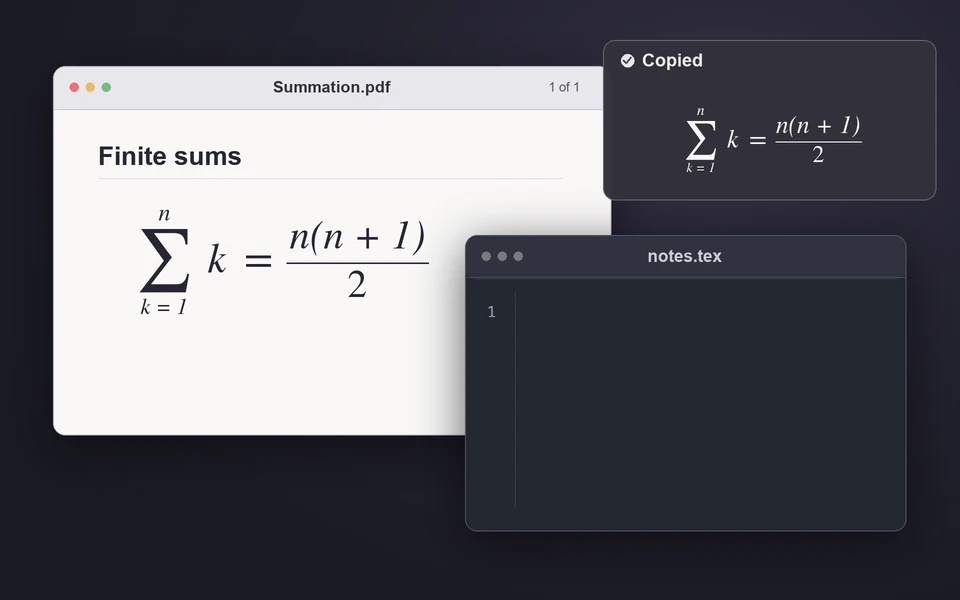 Summation.pdf
1 of 1
Finite sums
n
∑ k = n(n + 1)
2
k = 1
Copied
n
∑ k = n(n + 1)
2
k = 1
notes.tex
1